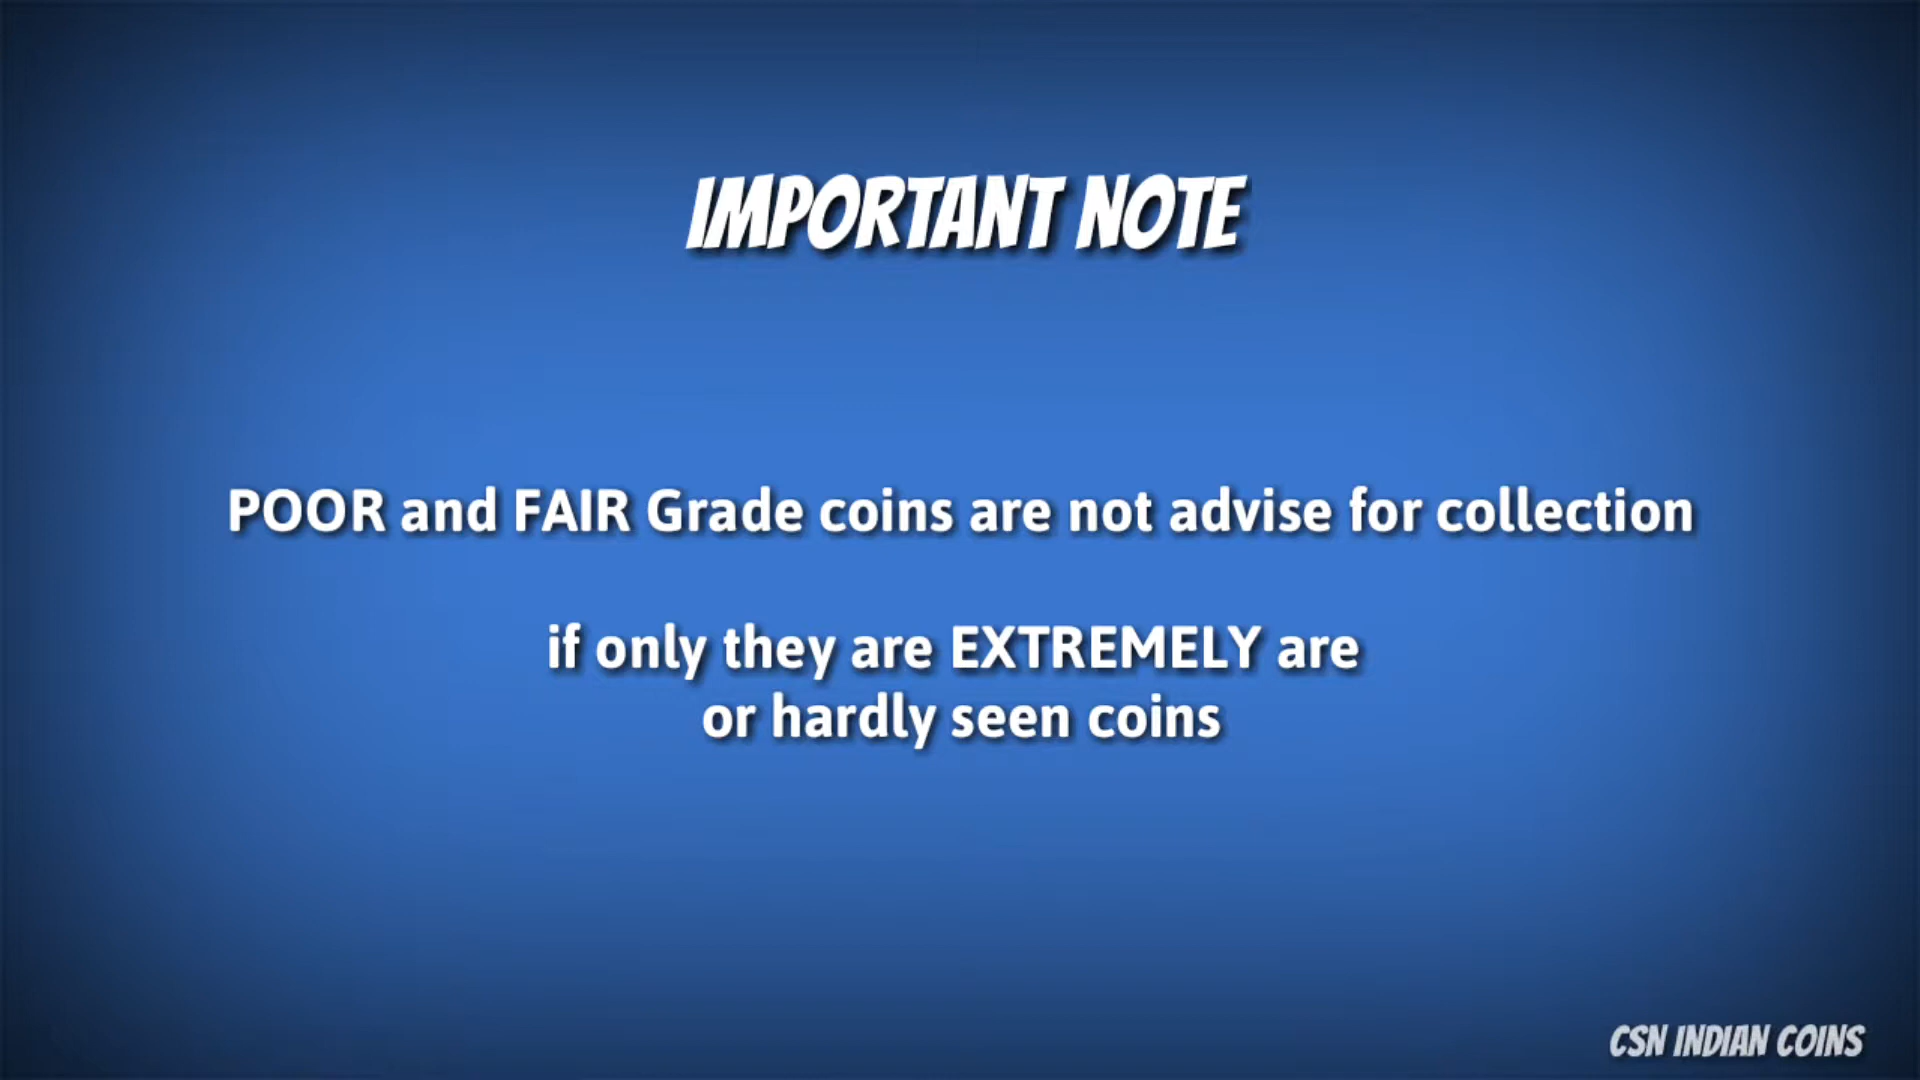 IMPORTANT NOTE
POOR and FAIR Grade coins are not advise for collection
if only they are EXTREMELY are
or hardly seen coins
CSN INDIAN COINS